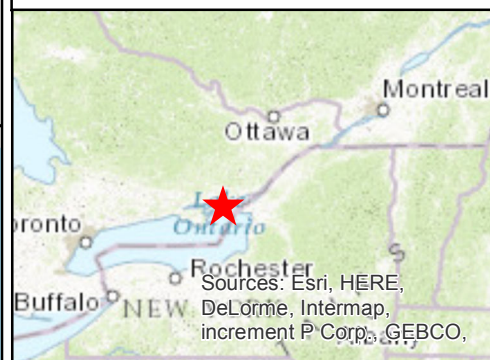 Montreal
Ottawa
Ontario
ronto
Rochester
Sources: Esri, HERE,
Buffalo
NEW
DeLorme, Intermap,
increment P Corp., GEBCO,